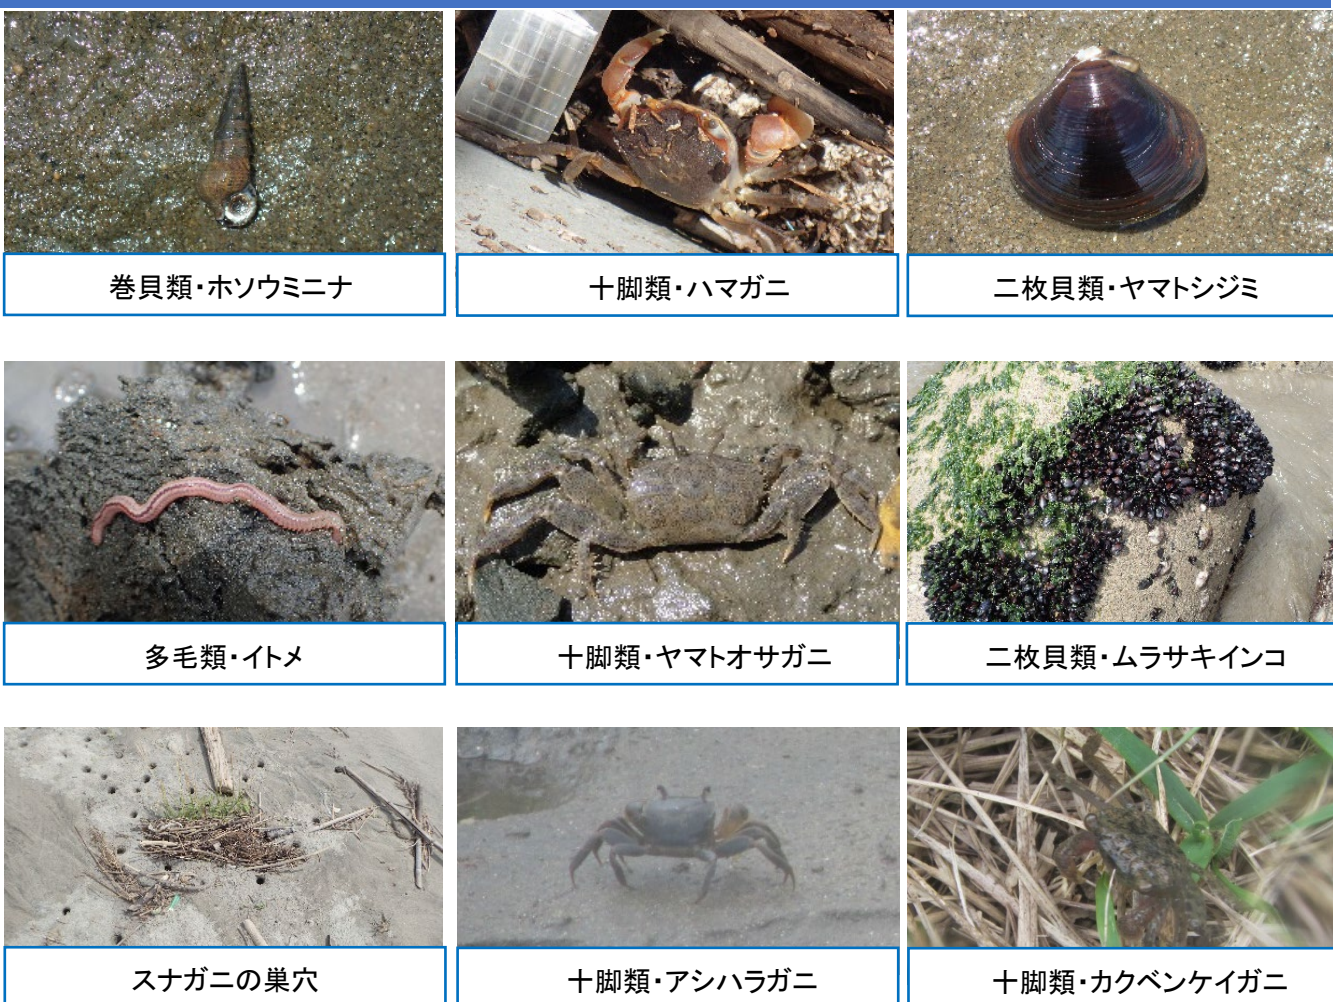 巻貝類・ホソウミニナ
十脚類・ハマガニ
二枚貝類・ヤマトシジミ
多毛類・イトメ
十脚類・ヤマトオサガニ
二枚貝類・ムラサキインコ
スナガニの巣穴
十脚類・アシハラガニ
十脚類・カクベンケイガニ